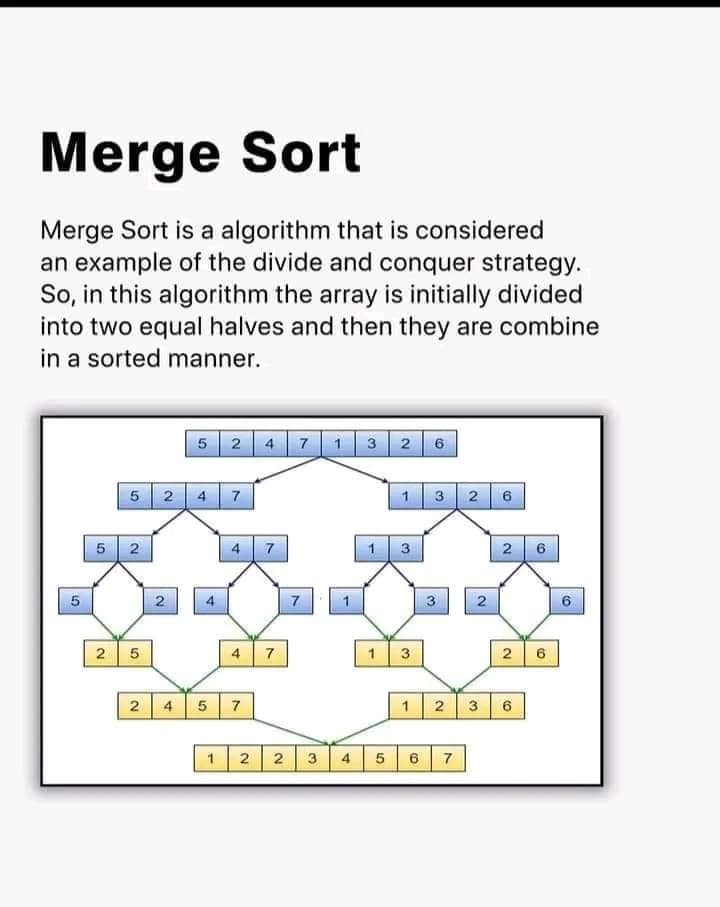 Merge Sort
Merge Sort is a algorithm that is considered
an example of the divide and conquer strategy.
So, in this algorithm the array is initially divided
into two equal halves and then they are combine
in a sorted manner.
5 2 4 7 1 3 2 6
5 2 4 7 1 3 2 6
5 2 4 7 1 3 2 6
5 2 4 7 1 3 2 6
2 5 4 7 1 3 2 6
2 4 5 7 1 2 3 6
1 2 2 3 4 5 6 7